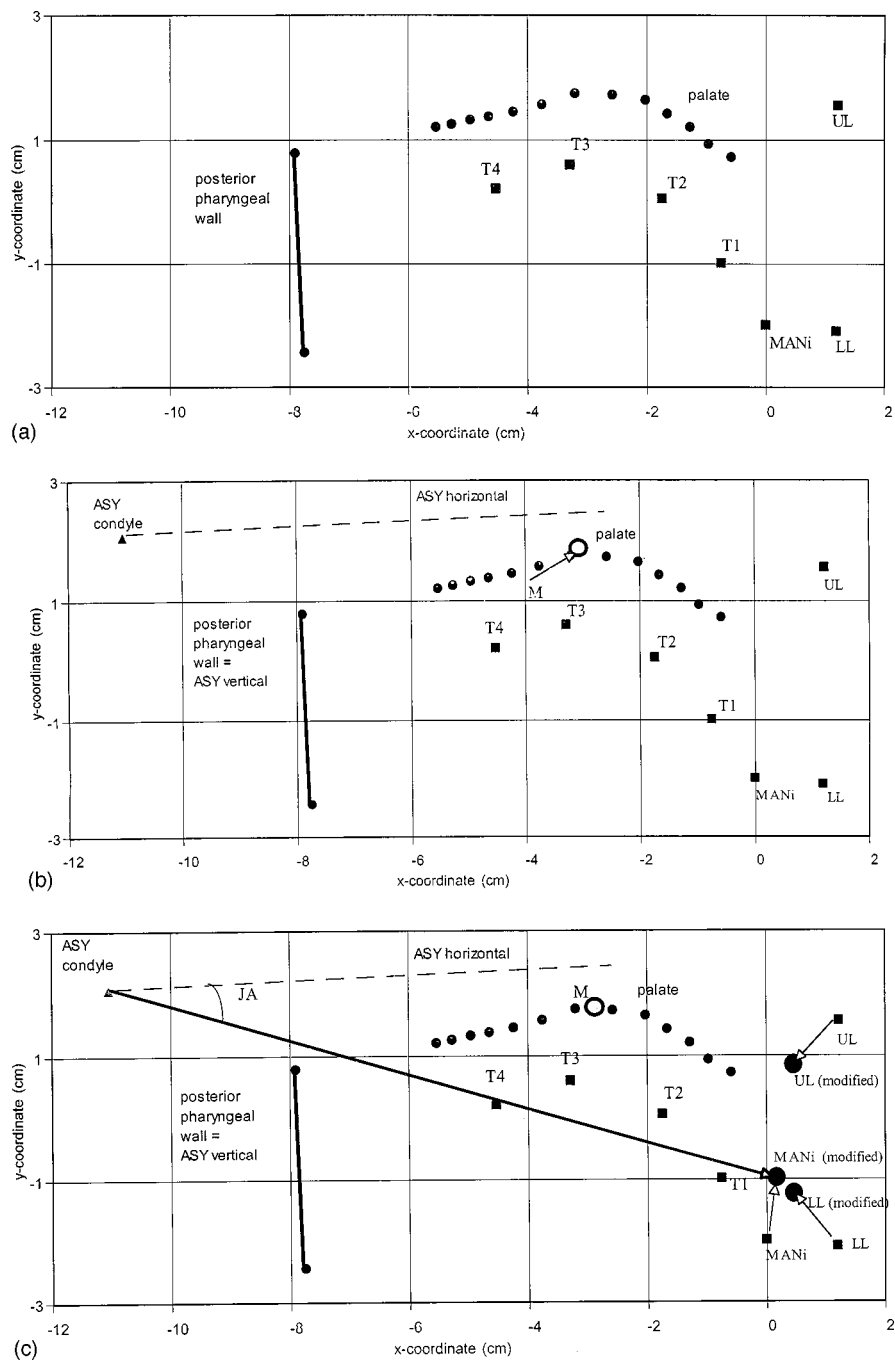 3
palate
UL
1
T3
T4
T2
posterior
pharyngeal
wall
T1
-1
MANi
LL
-3
-12
-10
-8
-6
-4
-2
0
2
y-coordinate (cm)
x-coordinate (cm)
(a)
3
ASY
condyle
ASY horizontal
palate
UL
M
1
T3
T4
T2
posterior
pharyngeal
wall =
ASY vertical
T1
-1
MANi
LL
-3
-12
-10
-8
-6
-4
-2
0
2
y-coordinate (cm)
x-coordinate (cm)
(b)
3
ASY
condyle
ASY horizontal
JA
M
palate
UL
1
T3
T4
UL (modified)
T2
posterior
pharyngeal
wall =
ASY vertical
MANi (modified)
T1
-1
LL (modified)
MANi
LL
-3
-12
-10
-8
-6
-4
-2
0
2
y-coordinate (cm)
x-coordinate (cm)
(c)